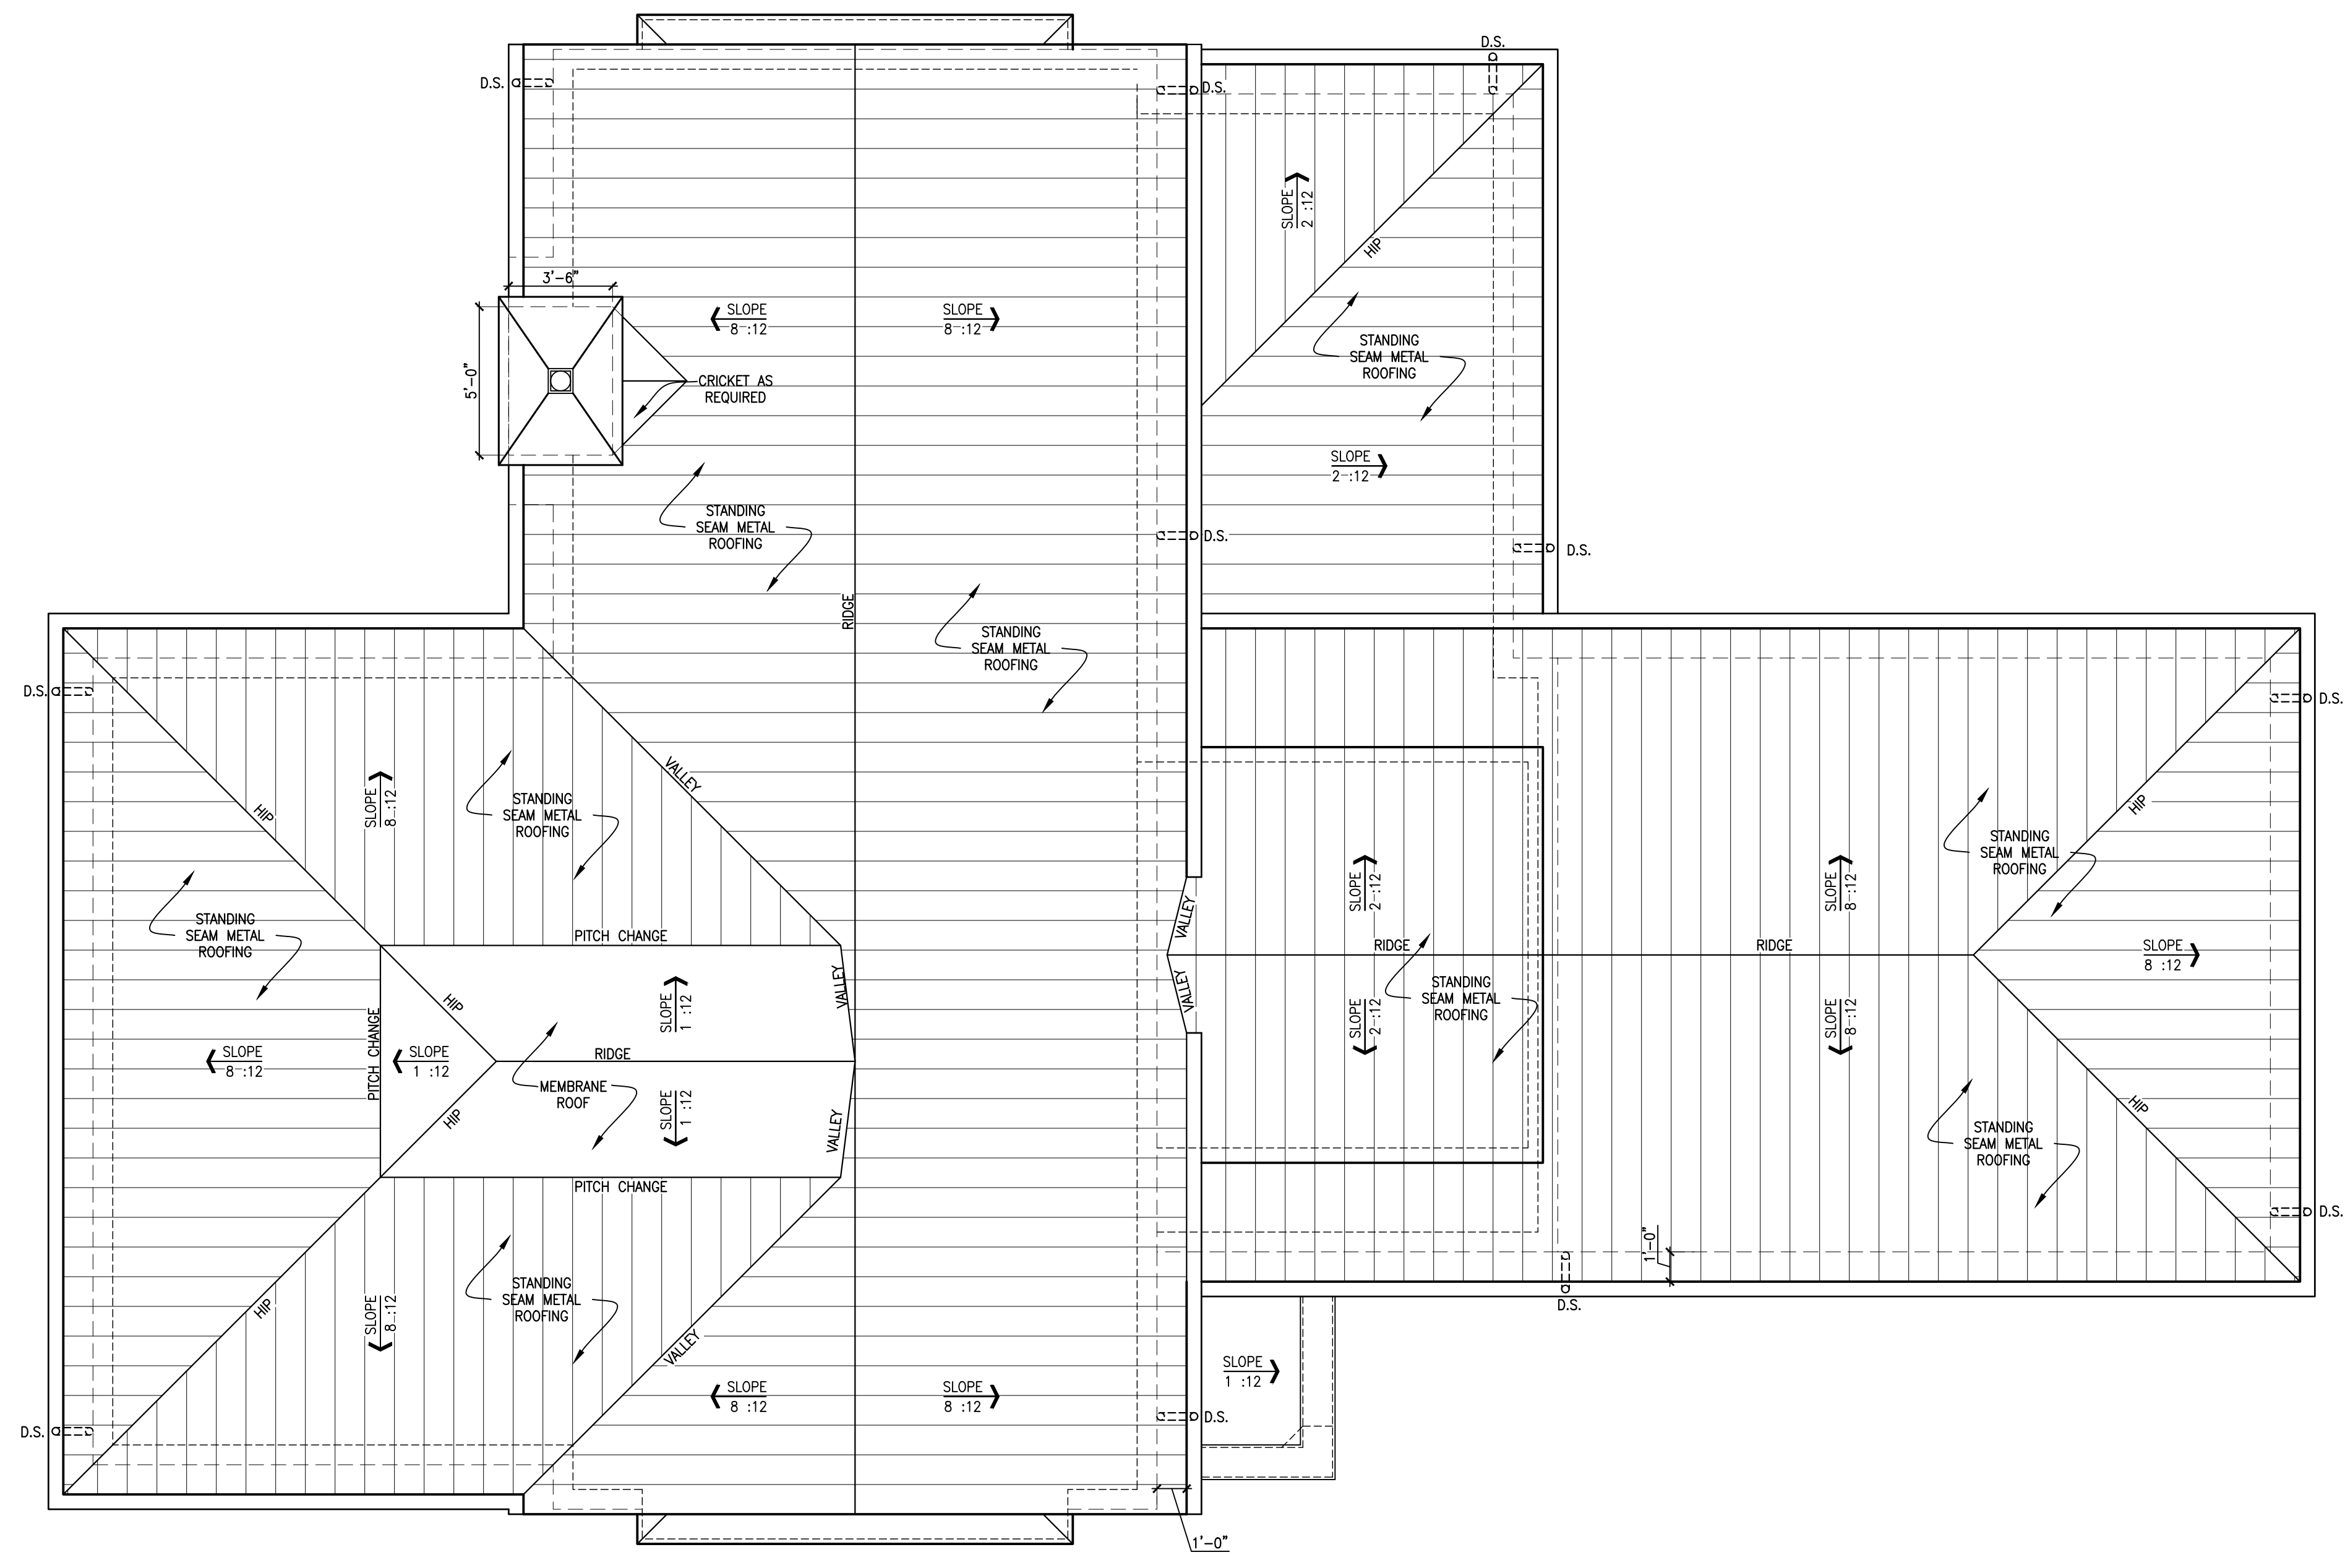 D.S.
D.S.
D.S.
SLOPE
2 :12
HIP
3'-6"
5'-0"
SLOPE
8 :12
SLOPE
8 :12
CRICKET AS
REQUIRED
STANDING
SEAM METAL
ROOFING
SLOPE
2 :12
STANDING
SEAM METAL
ROOFING
D.S.
D.S.
RIDGE
STANDING
SEAM METAL
ROOFING
D.S.
D.S.
HIP
SLOPE
8 :12
STANDING
SEAM METAL
ROOFING
VALLEY
HIP
STANDING
SEAM METAL
ROOFING
SLOPE
2 :12
SLOPE
8 :12
STANDING
SEAM METAL
ROOFING
VALLEY
PITCH CHANGE
RIDGE
RIDGE
SLOPE
8 :12
HIP
SLOPE
1 :12
VALLEY
VALLEY
STANDING
SEAM METAL
ROOFING
SLOPE
2 :12
SLOPE
8 :12
SLOPE
8 :12
PITCH CHANGE
SLOPE
1 :12
RIDGE
MEMBRANE
ROOF
SLOPE
1 :12
HIP
VALLEY
HIP
STANDING
SEAM METAL
ROOFING
PITCH CHANGE
D.S.
1'-0"
HIP
SLOPE
8 :12
STANDING
SEAM METAL
ROOFING
VALLEY
D.S.
SLOPE
8 :12
SLOPE
8 :12
SLOPE
1 :12
D.S.
D.S.
1'-0"